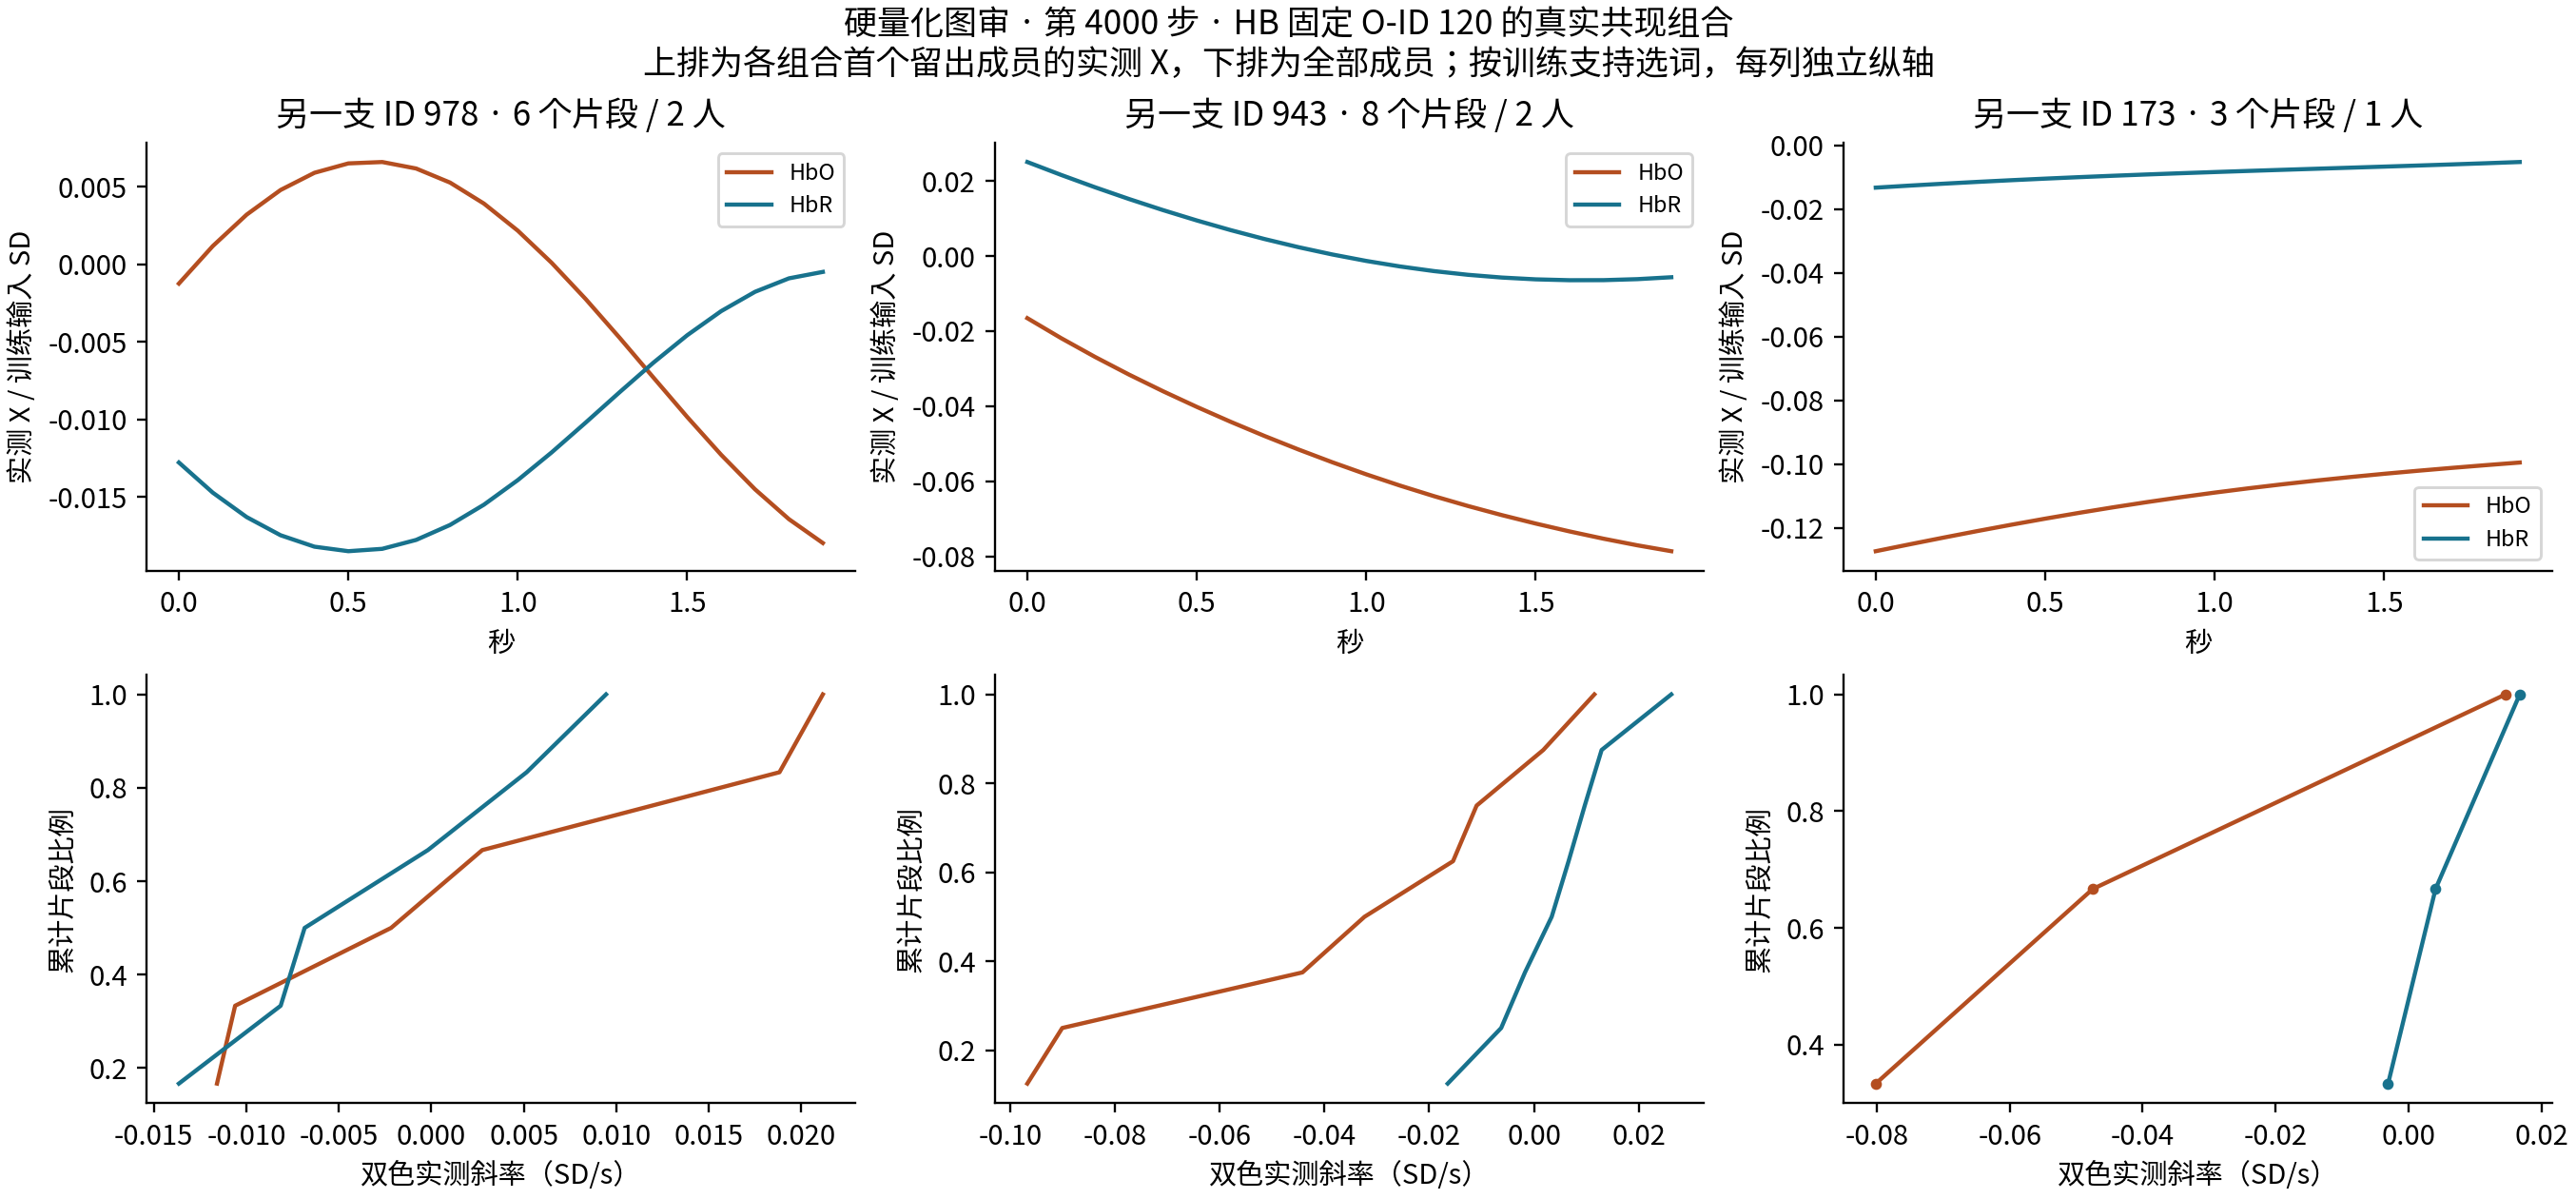 硬量化图审 · 第 4000 步 · HB 固定 O-ID 120 的真实共现组合
上排为各组合首个留出成员的实测 X，下排为全部成员；按训练支持选词，每列独立纵轴
另一支 ID 978 · 6 个片段 / 2 人
0.005
0.000
-0.005
-0.010
-0.015
实测 X / 训练输入 SD
HbO
HbR
0.0
0.5
1.0
1.5
秒
另一支 ID 943 · 8 个片段 / 2 人
0.02
0.00
-0.02
-0.04
-0.06
-0.08
实测 X / 训练输入 SD
HbO
HbR
0.0
0.5
1.0
1.5
秒
另一支 ID 173 · 3 个片段 / 1 人
0.00
-0.02
-0.04
-0.06
-0.08
-0.10
-0.12
实测 X / 训练输入 SD
HbO
HbR
0.0
0.5
1.0
1.5
秒
1.0
0.8
0.6
0.4
0.2
累计片段比例
-0.015
-0.010
-0.005
0.000
0.005
0.010
0.015
0.020
双色实测斜率（SD/s）
1.0
0.8
0.6
0.4
0.2
累计片段比例
-0.10
-0.08
-0.06
-0.04
-0.02
0.00
0.02
双色实测斜率（SD/s）
1.0
0.8
0.6
0.4
累计片段比例
-0.08
-0.06
-0.04
-0.02
0.00
0.02
双色实测斜率（SD/s）